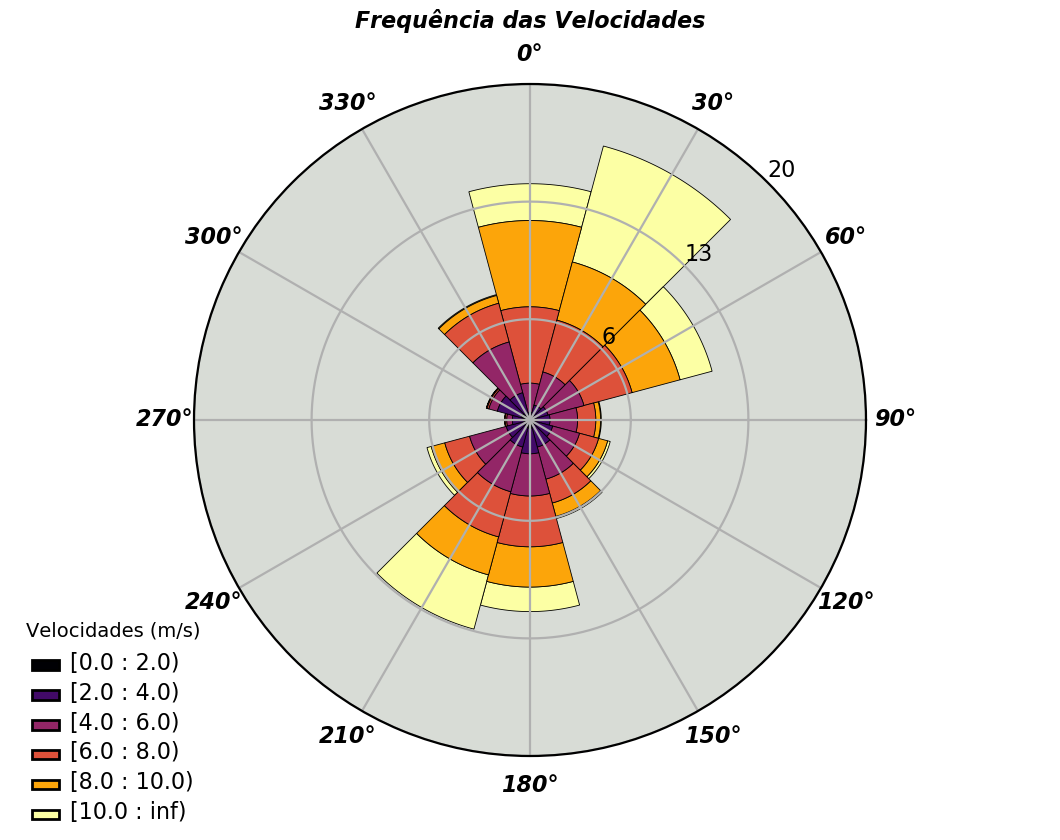 Frequência das Velocidades
0°
330°
30°
20
300°
60°
13
6
270°
90°
240°
120°
210°
150°
180°
Velocidades (m/s)
[0.0 : 2.0)
[2.0 : 4.0)
[4.0 : 6.0)
[6.0 : 8.0)
[8.0 : 10.0)
[10.0 : inf)